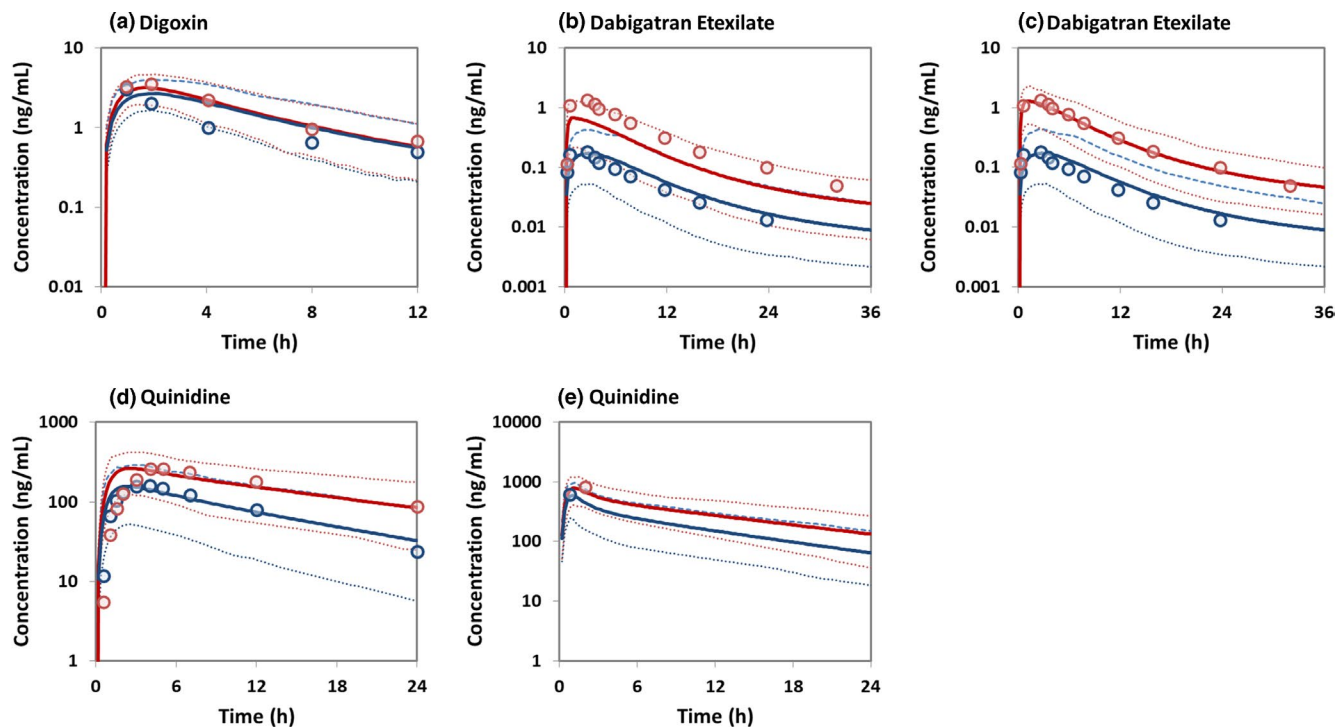 (a) Digoxin
Concentration (ng/mL)
10
1
0.1
0.01
0 4 8 12
Time (h)
(b) Dabigatran Etexilate
Concentration (ng/mL)
10
1
0.1
0.01
0.001
0 12 24 36
Time (h)
(c) Dabigatran Etexilate
Concentration (ng/mL)
10
1
0.1
0.01
0.001
0 12 24 36
Time (h)
(d) Quinidine
Concentration (ng/mL)
1000
100
10
1
0 6 12 18 24
Time (h)
(e) Quinidine
Concentration (ng/mL)
10000
1000
100
10
1
0 6 12 18 24
Time (h)